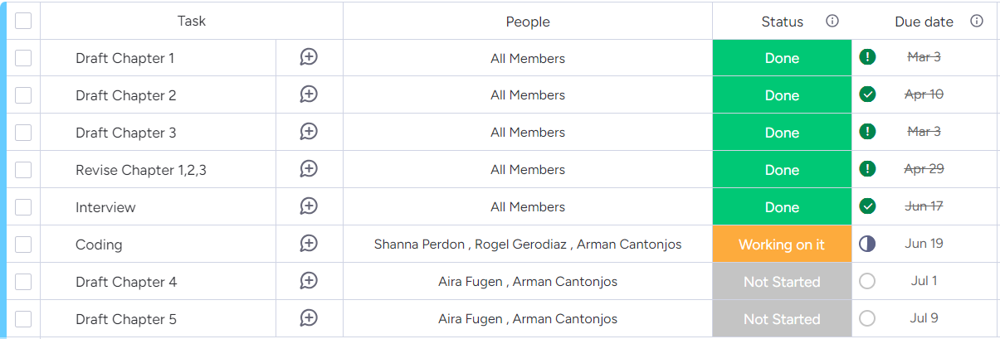 Task People Status Due date
Draft Chapter 1 All Members Done Mar 3
Draft Chapter 2 All Members Done Apr 10
Draft Chapter 3 All Members Done Mar 3
Revise Chapter 1,2,3 All Members Done Apr 29
Interview All Members Done Jun 17
Coding Shanna Perdon , Rogel Gerodiaz , Arman Cantonjos Working on it Jun 19
Draft Chapter 4 Aira Fugen , Arman Cantonjos Not Started Jul 1
Draft Chapter 5 Aira Fugen , Arman Cantonjos Not Started Jul 9